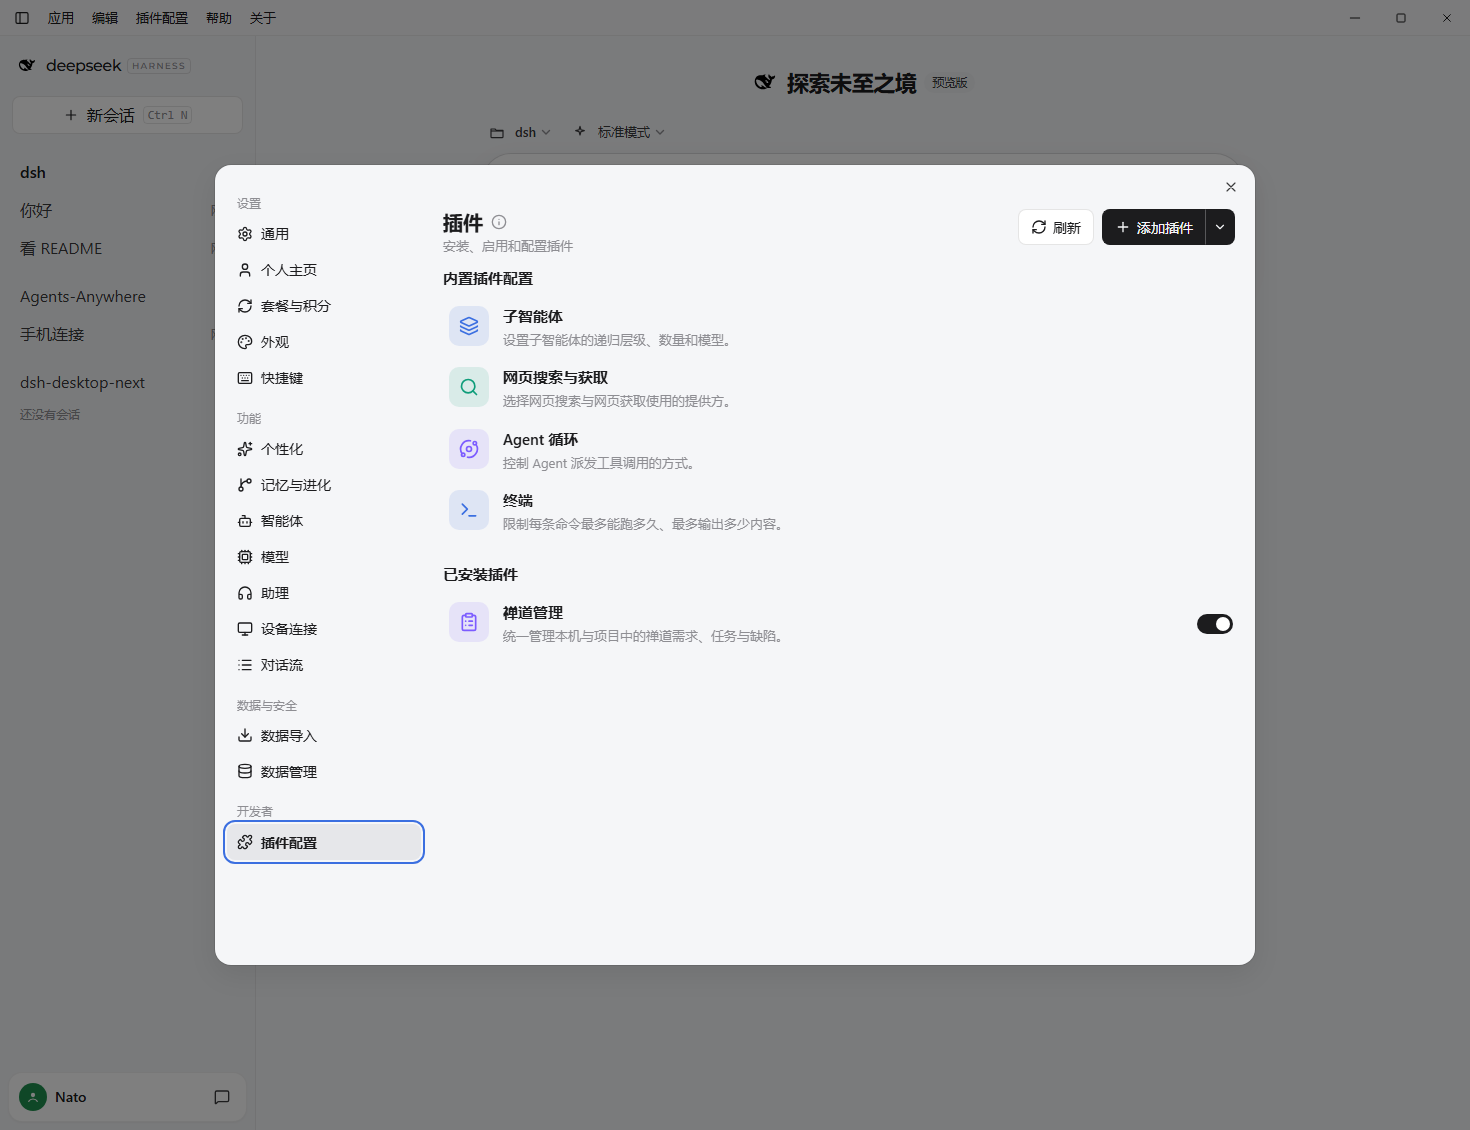 应用 编辑 插件配置 帮助 关于
deepseek HARNESS
新会话 Ctrl N
dsh
你好
看 README
Agents-Anywhere
手机连接
dsh-desktop-next
还没有会话
Nato
探索未至之境 预览版
dsh 标准模式
设置
通用
个人主页
套餐与积分
外观
快捷键
功能
个性化
记忆与进化
智能体
模型
助理
设备连接
对话流
数据与安全
数据导入
数据管理
开发者
插件配置
插件
安装、启用和配置插件
刷新
添加插件
内置插件配置
子智能体
设置子智能体的递归层级、数量和模型。
网页搜索与获取
选择网页搜索与网页获取使用的提供方。
Agent 循环
控制 Agent 派发工具调用的方式。
终端
限制每条命令最多能跑多久、最多输出多少内容。
已安装插件
禅道管理
统一管理本机与项目中的禅道需求、任务与缺陷。